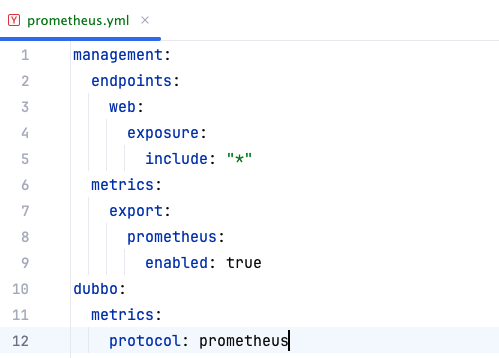 prometheus.yml
1 management:
2   endpoints:
3     web:
4       exposure:
5         include: "*"
6   metrics:
7     export:
8       prometheus:
9         enabled: true
10 dubbo:
11   metrics:
12     protocol: prometheus